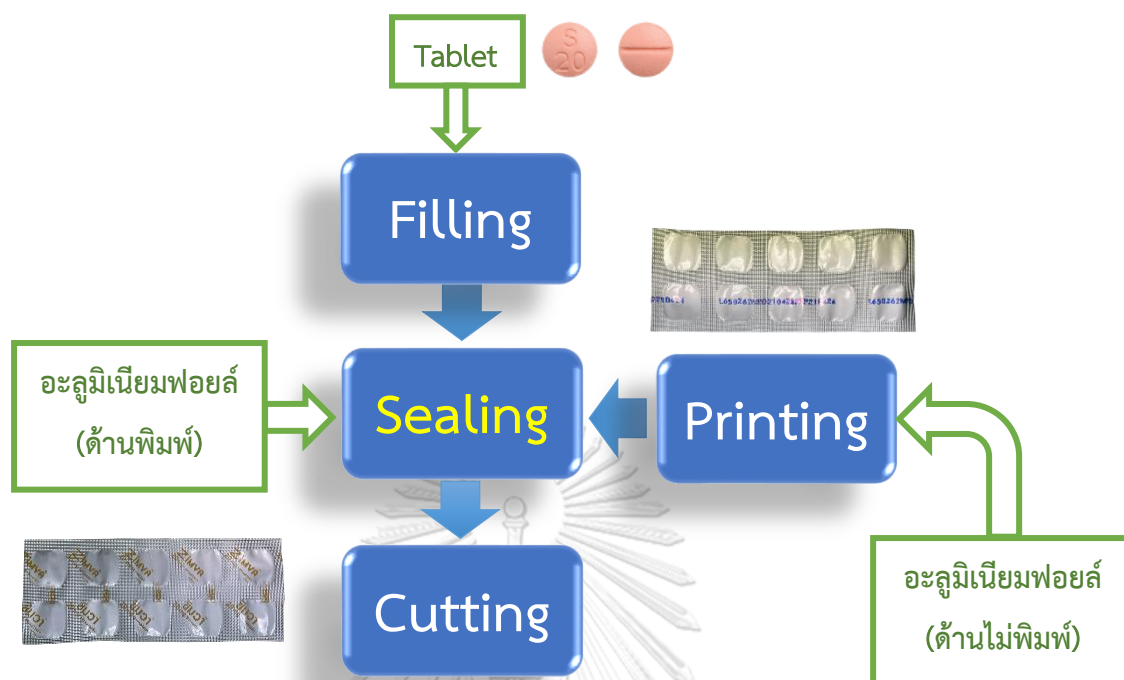 Tablet
S
20
Filling
อะลูมิเนียมฟอยล์
(ด้านพิมพ์)
Sealing
Printing
Cutting
อะลูมิเนียมฟอยล์
(ด้านไม่พิมพ์)